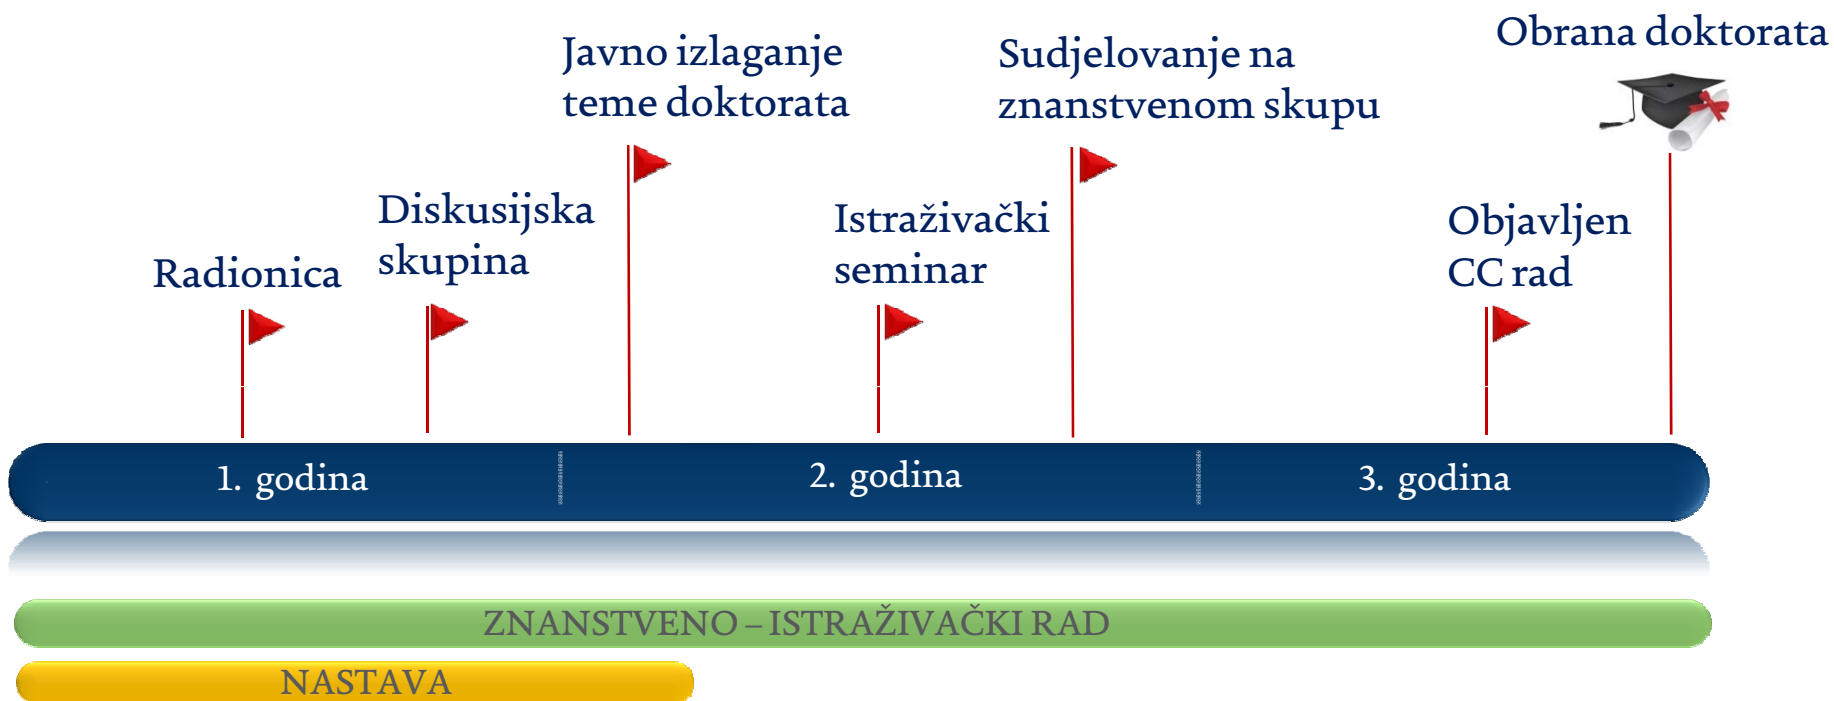 Obrana doktorata
Javno izlaganje
teme doktorata
Sudjelovanje na
znanstvenom skupu
Diskusijska
skupina
Istraživački
seminar
Objavljen
CC rad
Radionica
1. godina
2. godina
3. godina
ZNANSTVENO – ISTRAŽIVAČKI RAD
NASTAVA